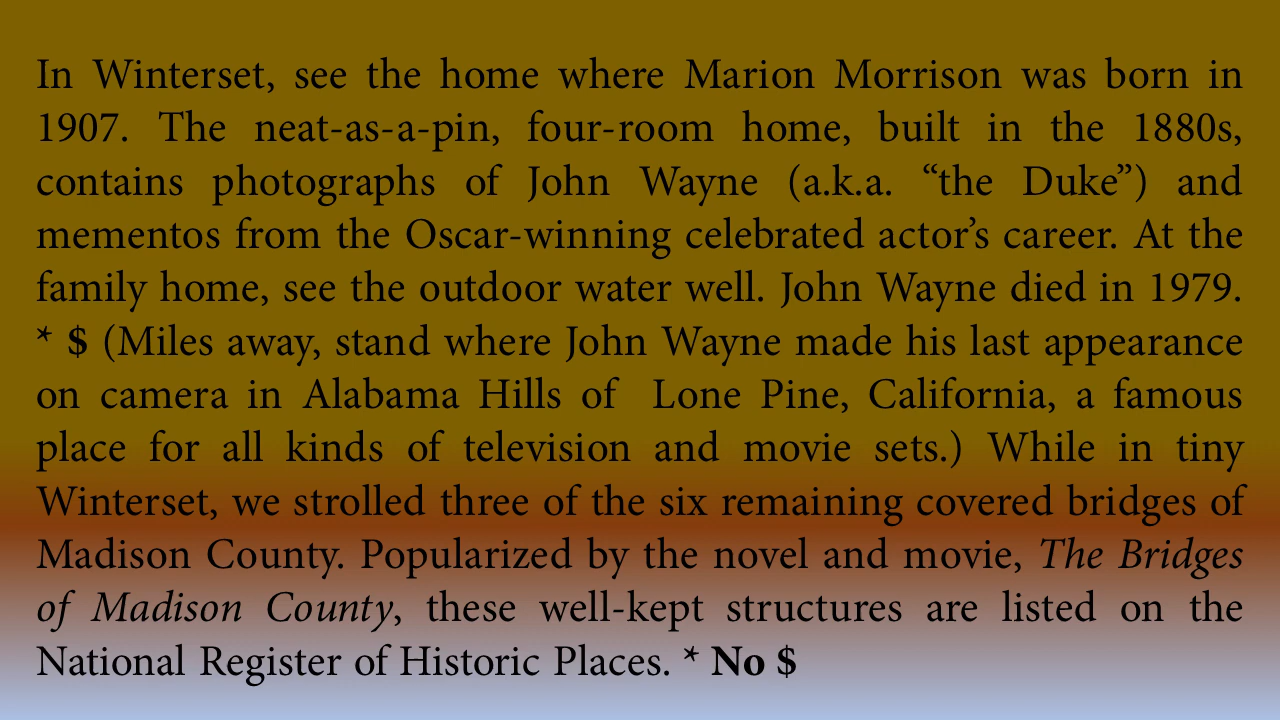 In Winterset, see the home where Marion Morrison was born in
1907. The neat-as-a-pin, four-room home, built in the 1880s,
contains photographs of John Wayne (a.k.a. “the Duke”) and
mementos from the Oscar-winning celebrated actor’s career. At the
family home, see the outdoor water well. John Wayne died in 1979.
* $ (Miles away, stand where John Wayne made his last appearance
on camera in Alabama Hills of Lone Pine, California, a famous
place for all kinds of television and movie sets.) While in tiny
Winterset, we strolled three of the six remaining covered bridges of
Madison County. Popularized by the novel and movie, The Bridges
of Madison County, these well-kept structures are listed on the
National Register of Historic Places. * No $